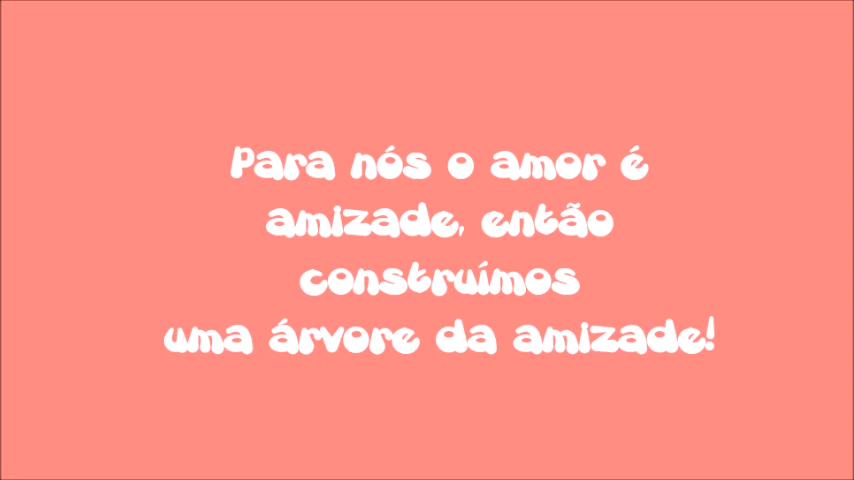 Para nós o amor é
amizade, então
construímos
uma árvore da amizade!